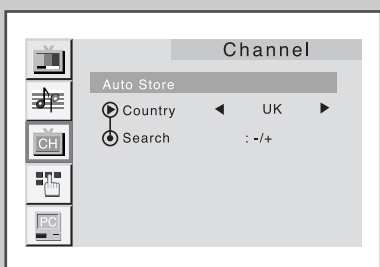 Channel
Auto Store
Country ◀ UK ▶
Search : -/+
CH
PC